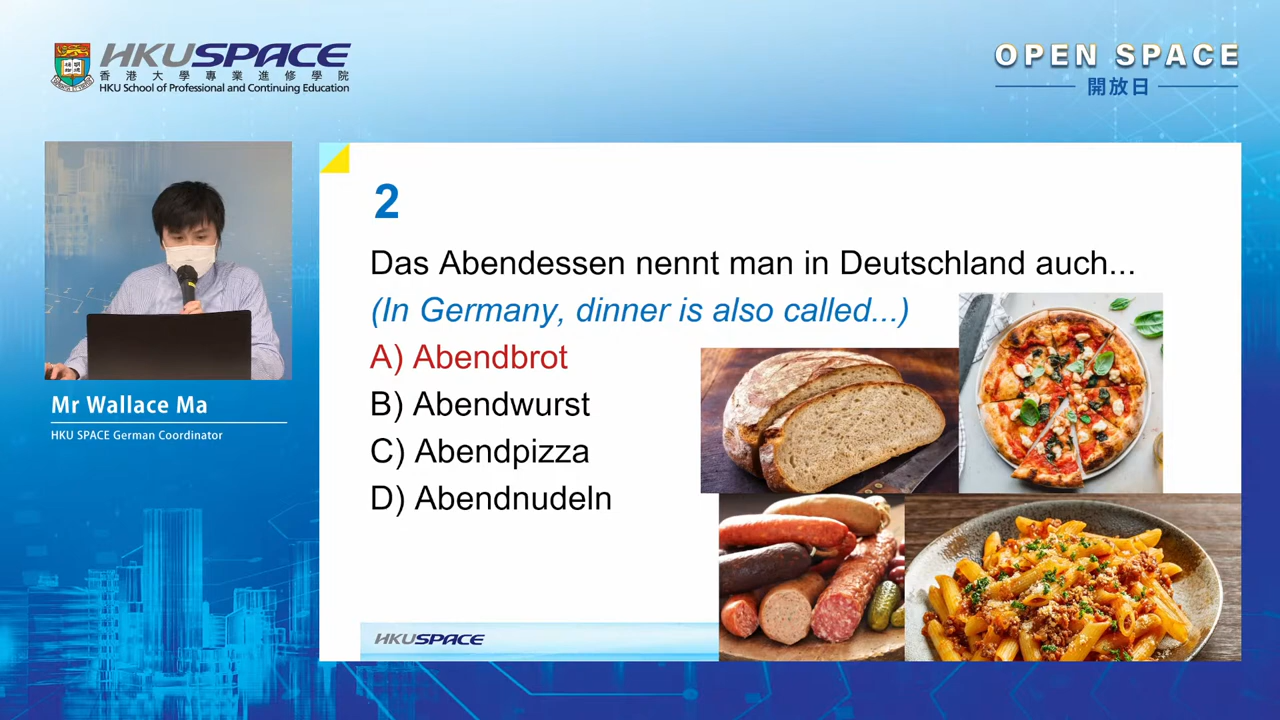 HKUSPACE
香港大學專業進修學院
HKU School of Professional and Continuing Education
OPEN SPACE
開放日
Mr Wallace Ma
HKU SPACE German Coordinator
2
Das Abendessen nennt man in Deutschland auch...
(In Germany, dinner is also called...)
A) Abendbrot
B) Abendwurst
C) Abendpizza
D) Abendnudeln
HKUSPACE